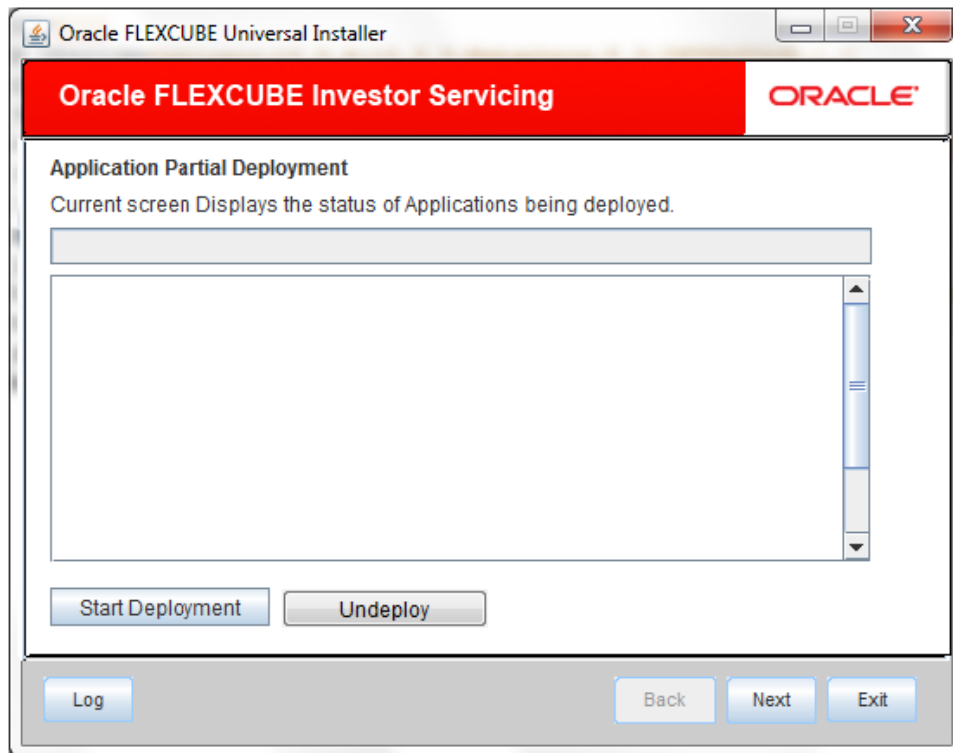 Oracle FLEXCUBE Universal Installer
Oracle FLEXCUBE Investor Servicing
ORACLE
Application Partial Deployment
Current screen Displays the status of Applications being deployed.
Start Deployment
Undeploy
Log
Back
Next
Exit